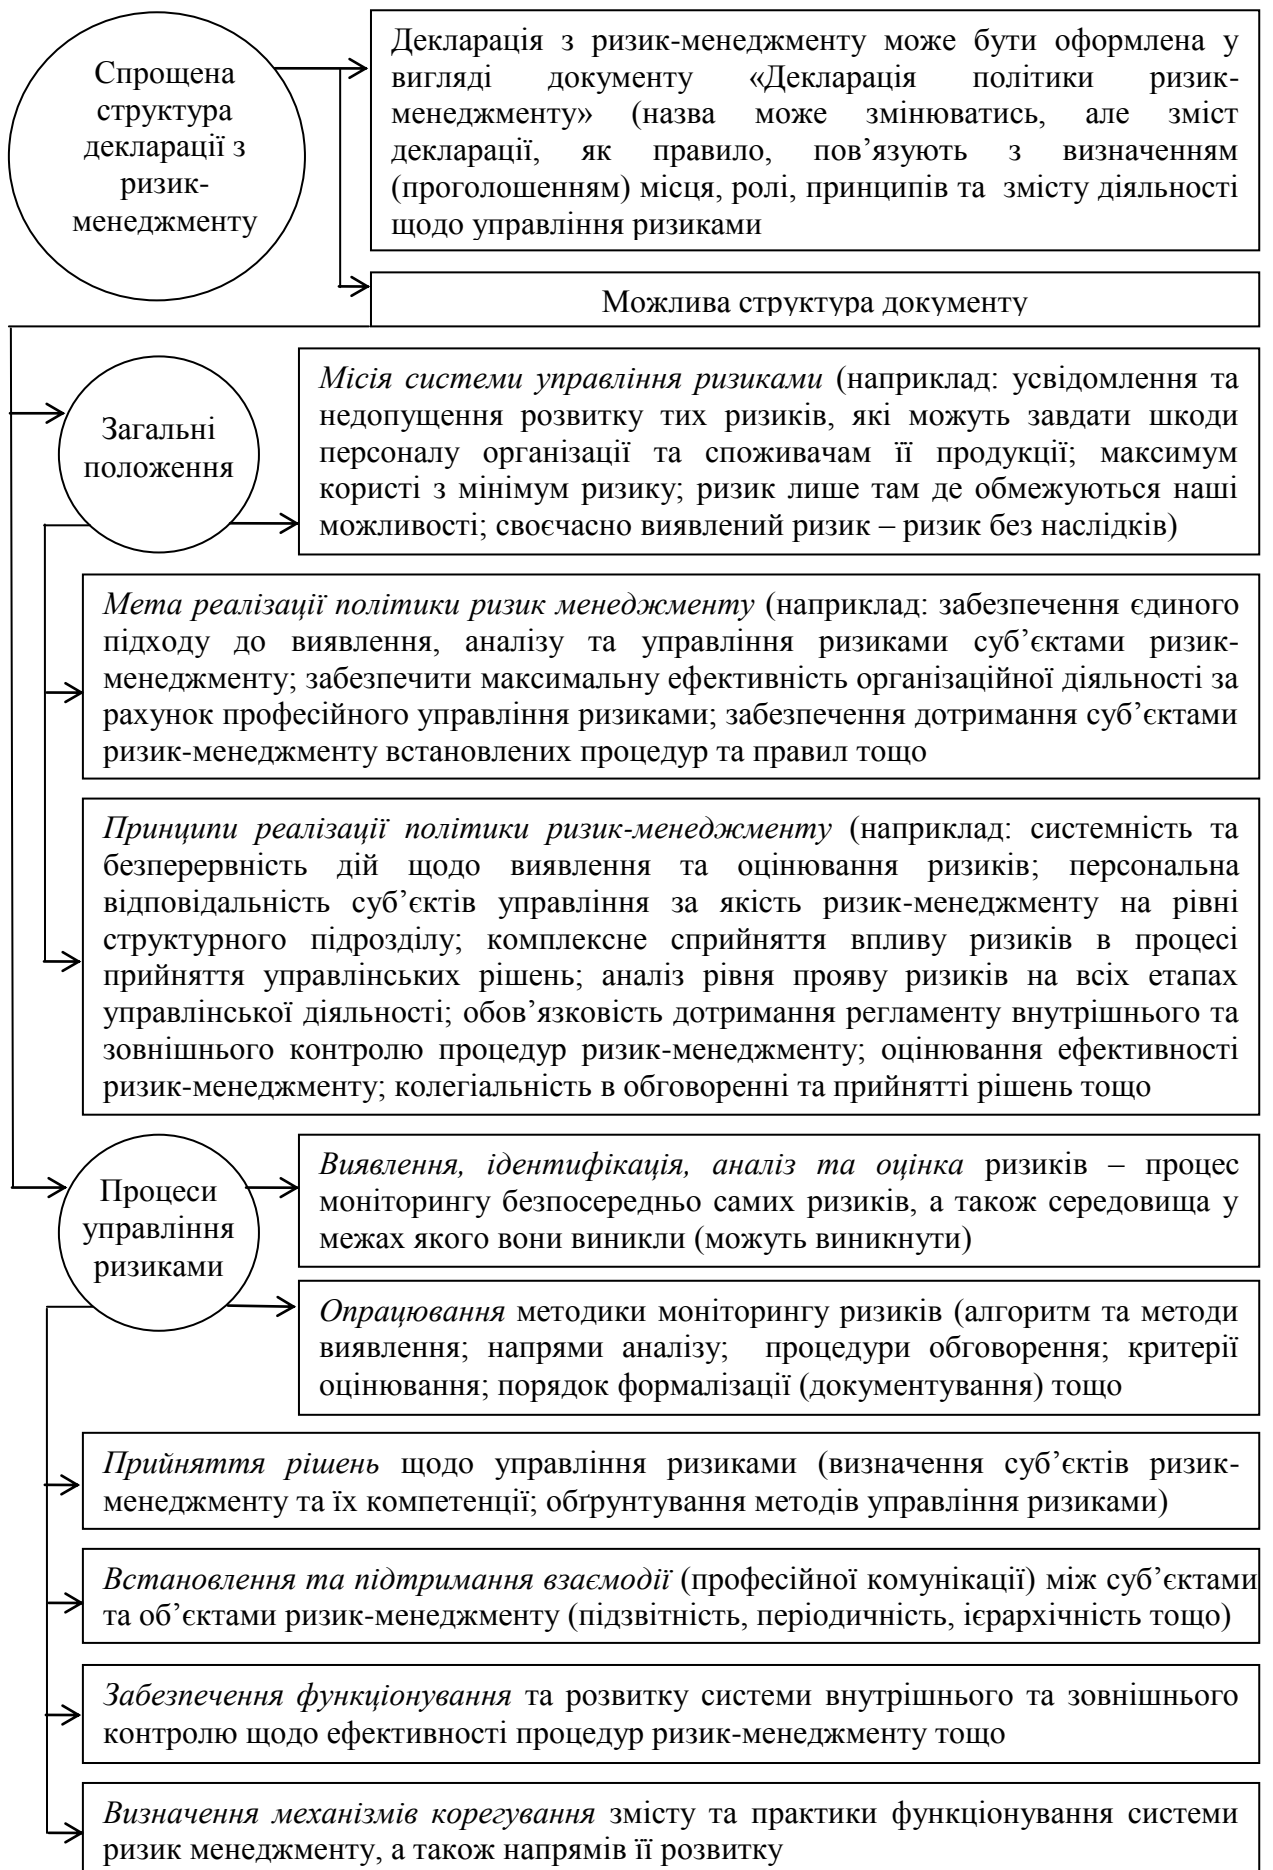 Спрощена
структура
декларації з
ризик-
менеджменту
Декларація з ризик-менеджменту може бути оформлена у
вигляді документу «Декларація політики ризик-
менеджменту» (назва може змінюватись, але зміст
декларації, як правило, пов’язують з визначенням
(проголошенням) місця, ролі, принципів та змісту діяльності
щодо управління ризиками
Можлива структура документу
Загальні
положення
Місія системи управління ризиками (наприклад: усвідомлення та
недопущення розвитку тих ризиків, які можуть завдати шкоди
персоналу організації та споживачам її продукції; максимум
користі з мінімум ризику; ризик лише там де обмежуються наші
можливості; своєчасно виявлений ризик – ризик без наслідків)
Мета реалізації політики ризик менеджменту (наприклад: забезпечення єдиного
підходу до виявлення, аналізу та управління ризиками суб’єктами ризик-
менеджменту; забезпечити максимальну ефективність організаційної діяльності за
рахунок професійного управління ризиками; забезпечення дотримання суб’єктами
ризик-менеджменту встановлених процедур та правил тощо
Принципи реалізації політики ризик-менеджменту (наприклад: системність та
безперервність дій щодо виявлення та оцінювання ризиків; персональна
відповідальність суб’єктів управління за якість ризик-менеджменту на рівні
структурного підрозділу; комплексне сприйняття впливу ризиків в процесі
прийняття управлінських рішень; аналіз рівня прояву ризиків на всіх етапах
управлінської діяльності; обов’язковість дотримання регламенту внутрішнього та
зовнішнього контролю процедур ризик-менеджменту; оцінювання ефективності
ризик-менеджменту; колегіальність в обговоренні та прийнятті рішень тощо
Процеси
управління
ризиками
Виявлення, ідентифікація, аналіз та оцінка ризиків – процес
моніторингу безпосередньо самих ризиків, а також середовища у
межах якого вони виникли (можуть виникнути)
Опрацювання методики моніторингу ризиків (алгоритм та методи
виявлення; напрями аналізу; процедури обговорення; критерії
оцінювання; порядок формалізації (документування) тощо
Прийняття рішень щодо управління ризиками (визначення суб’єктів ризик-
менеджменту та їх компетенції; обґрунтування методів управління ризиками)
Встановлення та підтримання взаємодії (професійної комунікації) між суб’єктами
та об’єктами ризик-менеджменту (підзвітність, періодичність, ієрархічність тощо)
Забезпечення функціонування та розвитку системи внутрішнього та зовнішнього
контролю щодо ефективності процедур ризик-менеджменту тощо
Визначення механізмів корегування змісту та практики функціонування системи
ризик менеджменту, а також напрямів її розвитку